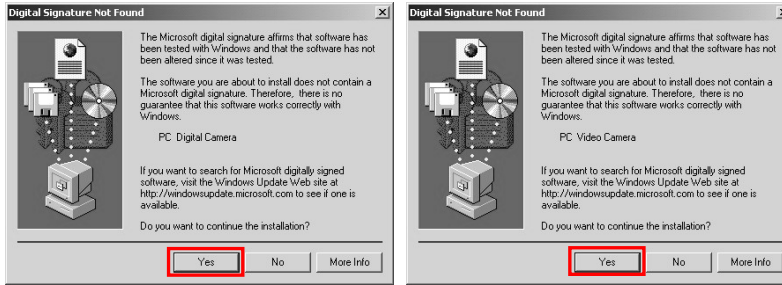 Digital Signature Not Found
The Microsoft digital signature affirms that software has
been tested with Windows and that the software has not
been altered since it was tested.
The software you are about to install does not contain a
Microsoft digital signature. Therefore, there is no
guarantee that this software works correctly with
Windows.
PC Digital Camera
If you want to search for Microsoft digitally signed
software, visit the Windows Update Web site at
http://windowsupdate.microsoft.com to see if one is
available.
Do you want to continue the installation?
Yes No More Info
Digital Signature Not Found
The Microsoft digital signature affirms that software has
been tested with Windows and that the software has not
been altered since it was tested.
The software you are about to install does not contain a
Microsoft digital signature. Therefore, there is no
guarantee that this software works correctly with
Windows.
PC Video Camera
If you want to search for Microsoft digitally signed
software, visit the Windows Update Web site at
http://windowsupdate.microsoft.com to see if one is
available.
Do you want to continue the installation?
Yes No More Info